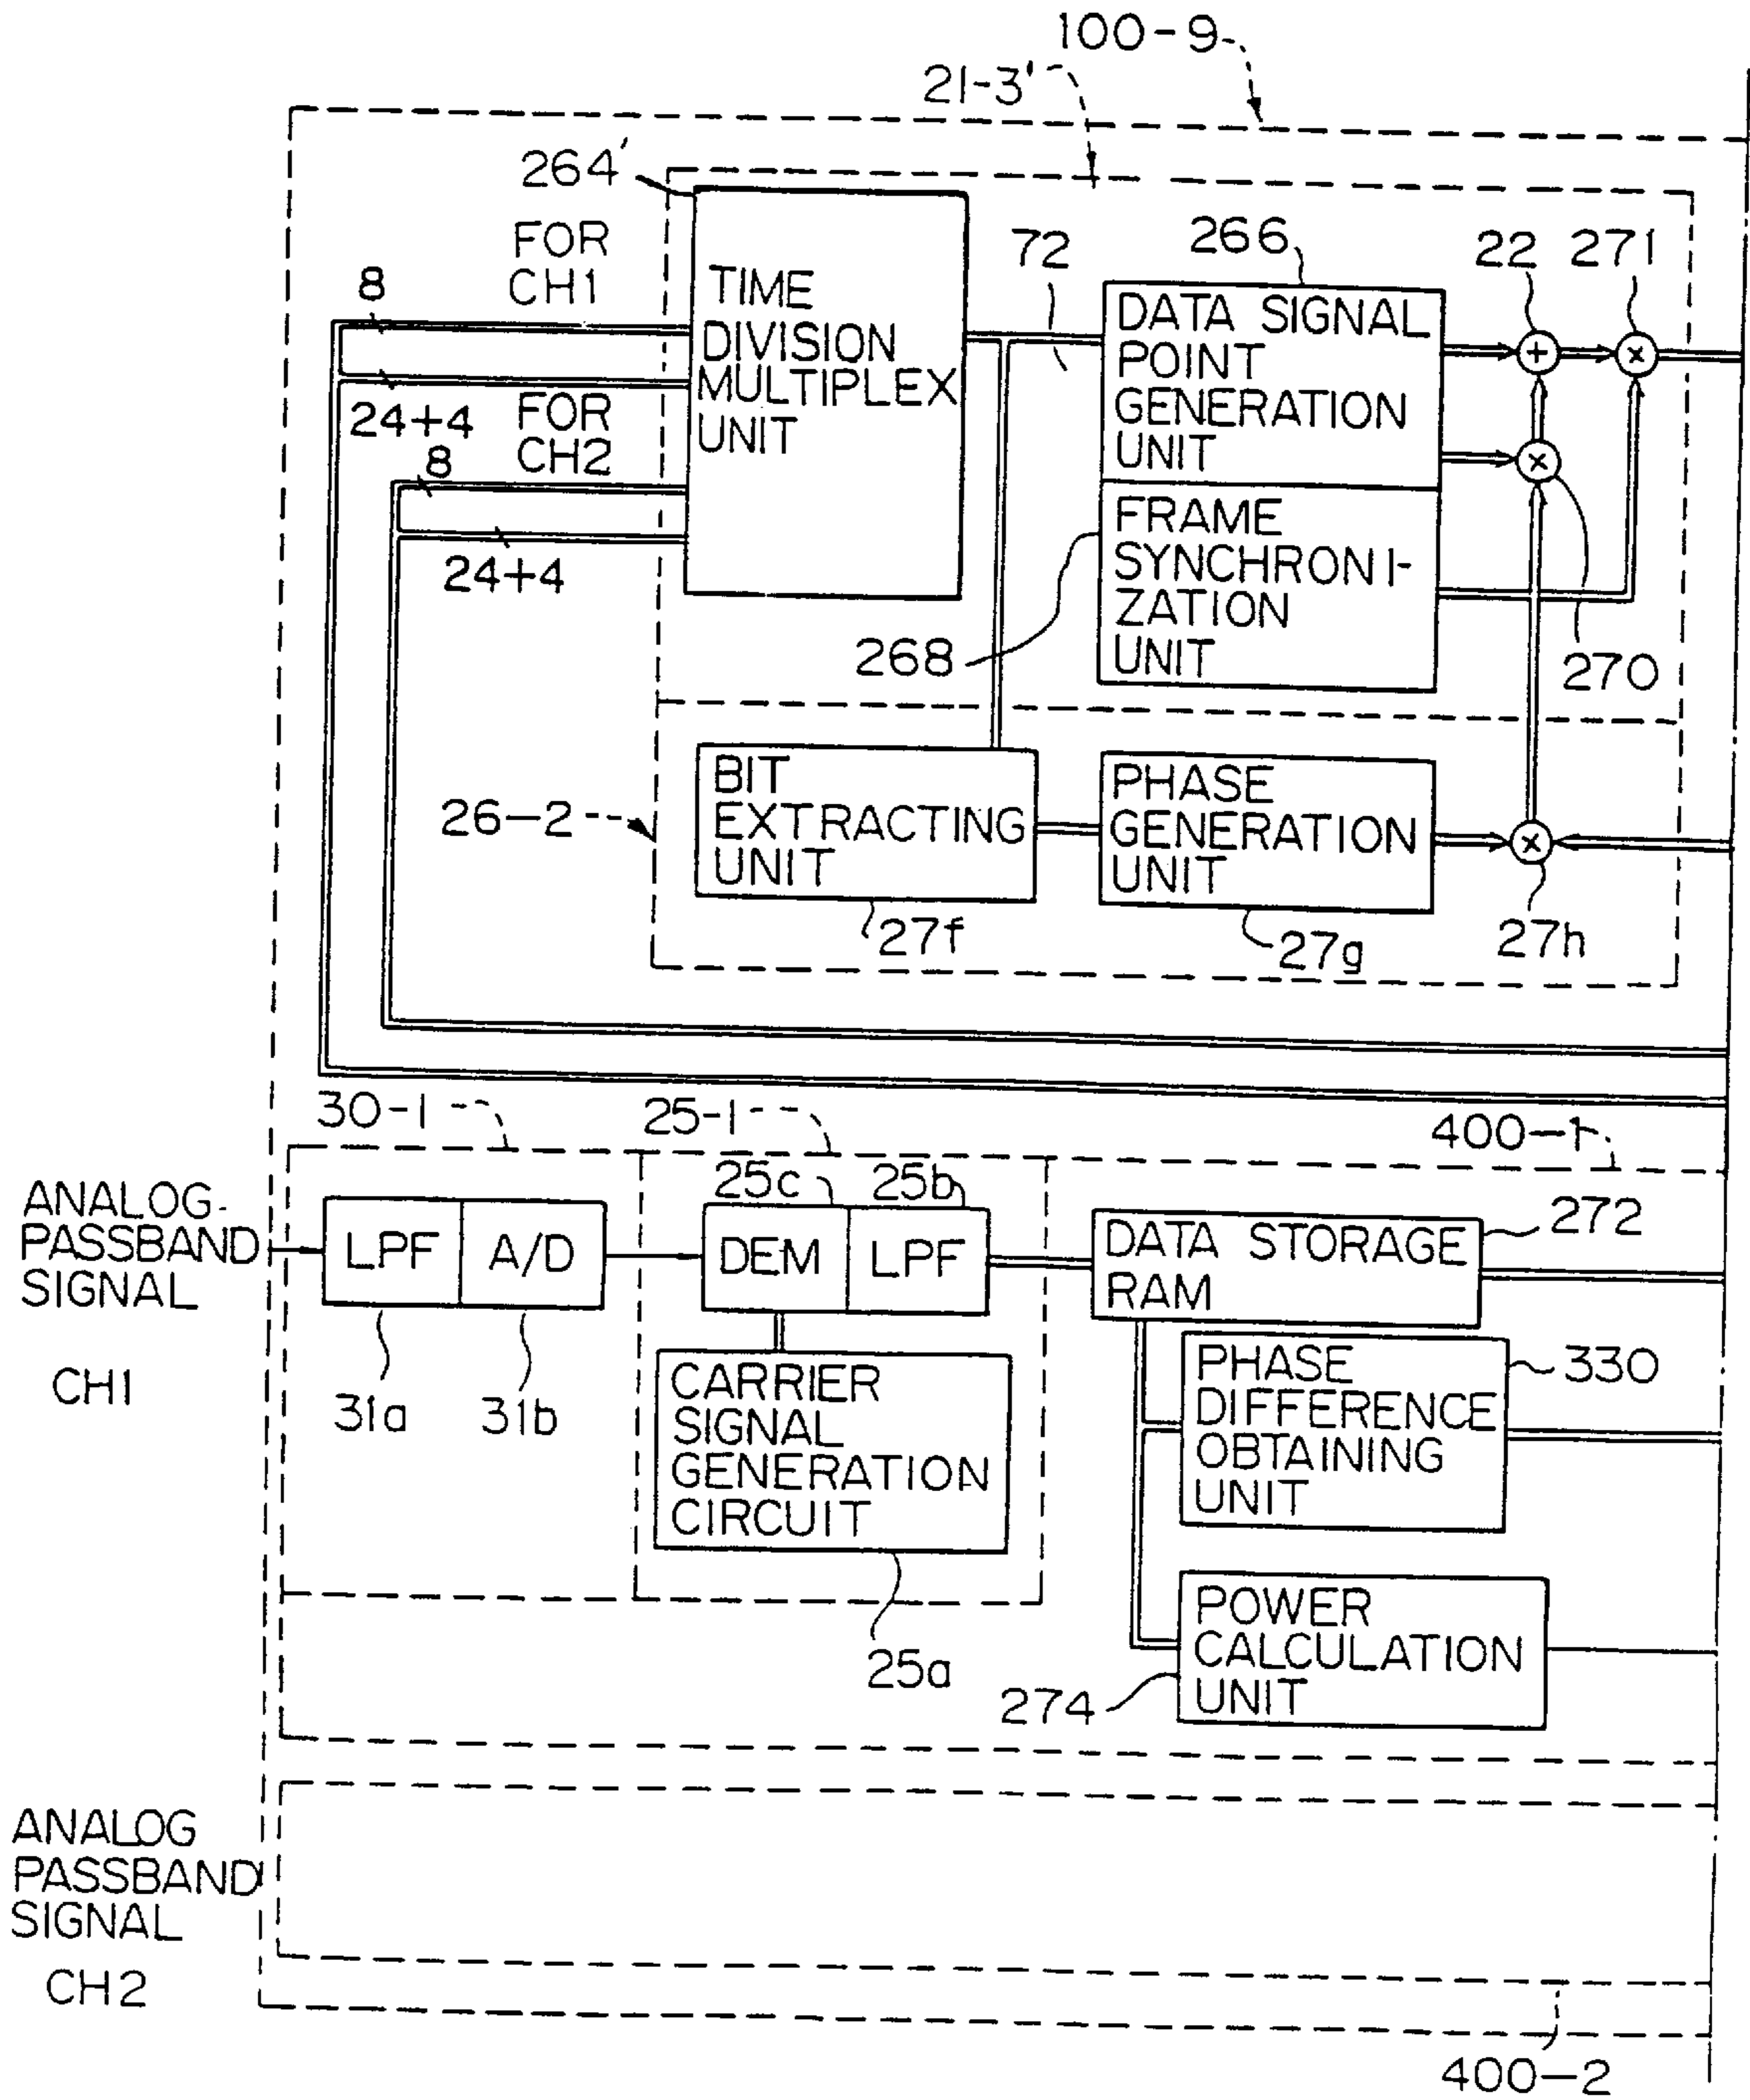 100-9
21-3'
264'
FOR
CH1
8
24+4
FOR
CH2
8
24+4
TIME
DIVISION
MULTIPLEX
UNIT
72
266
22
271
DATA SIGNAL
POINT
GENERATION
UNIT
+
×
×
FRAME
SYNCHRONI-
ZATION
UNIT
268
270
26-2
BIT
EXTRACTING
UNIT
27f
PHASE
GENERATION
UNIT
27g
×
27h
30-1
25-1
400-1
ANALOG
PASSBAND
SIGNAL
CH1
LPF
A/D
31a
31b
25c
25b
DEM
LPF
CARRIER
SIGNAL
GENERATION
CIRCUIT
25a
DATA STORAGE
RAM
272
PHASE
DIFFERENCE
OBTAINING
UNIT
330
POWER
CALCULATION
UNIT
274
ANALOG
PASSBAND
SIGNAL
CH2
400-2